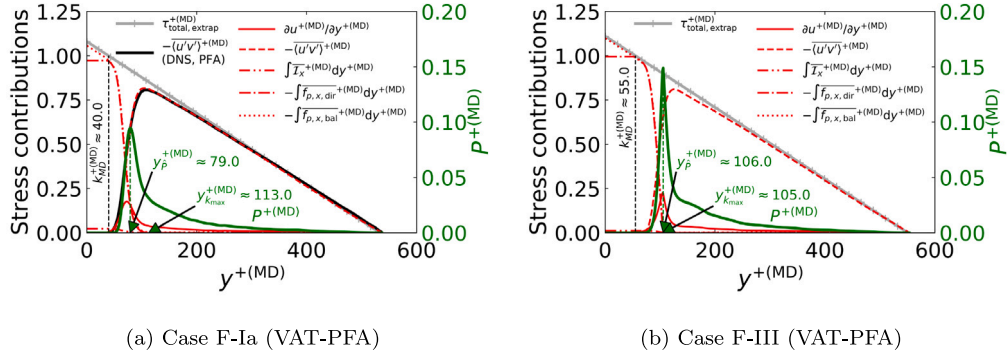 τ+(MD)total, extrap
−⟨u′v′⟩+(MD)
(DNS, PFA)
∂u+(MD)/∂y+(MD)
−⟨u′v′⟩+(MD)
∫Ix+(MD)dy+(MD)
−∫fp, x, dir+(MD)dy+(MD)
−∫fp, x, bal+(MD)dy+(MD)
k+(MD)MD ≈ 40.0
y+(MD)P̂ ≈ 79.0
y+(MD)kmax ≈ 113.0
P+(MD)
Stress contributions
1.25
1.00
0.75
0.50
0.25
0.00
0.20
0.15
0.10
0.05
0.00
P+(MD)
0 200 400 600
y+(MD)
(a) Case F-Ia (VAT-PFA)
τ+(MD)total, extrap
∂u+(MD)/∂y+(MD)
−⟨u′v′⟩+(MD)
∫Ix+(MD)dy+(MD)
−∫fp, x, dir+(MD)dy+(MD)
−∫fp, x, bal+(MD)dy+(MD)
k+(MD)MD ≈ 55.0
y+(MD)P̂ ≈ 106.0
y+(MD)kmax ≈ 105.0
P+(MD)
Stress contributions
1.25
1.00
0.75
0.50
0.25
0.00
0.20
0.15
0.10
0.05
0.00
P+(MD)
0 200 400 600
y+(MD)
(b) Case F-III (VAT-PFA)